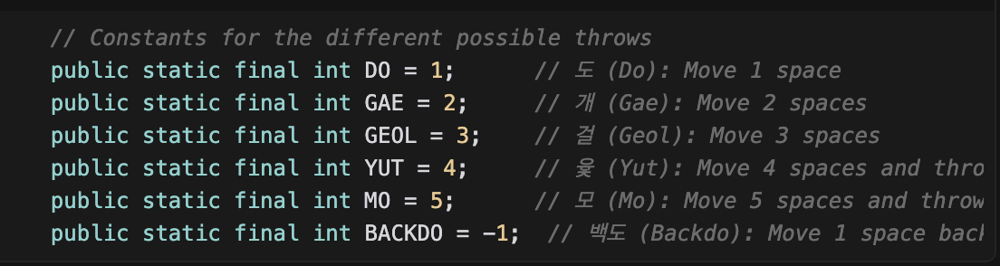 // Constants for the different possible throws
public static final int DO = 1;      // 도 (Do): Move 1 space
public static final int GAE = 2;     // 개 (Gae): Move 2 spaces
public static final int GEOL = 3;    // 걸 (Geol): Move 3 spaces
public static final int YUT = 4;     // 윷 (Yut): Move 4 spaces and thro
public static final int MO = 5;      // 모 (Mo): Move 5 spaces and throw
public static final int BACKDO = -1;  // 백도 (Backdo): Move 1 space back